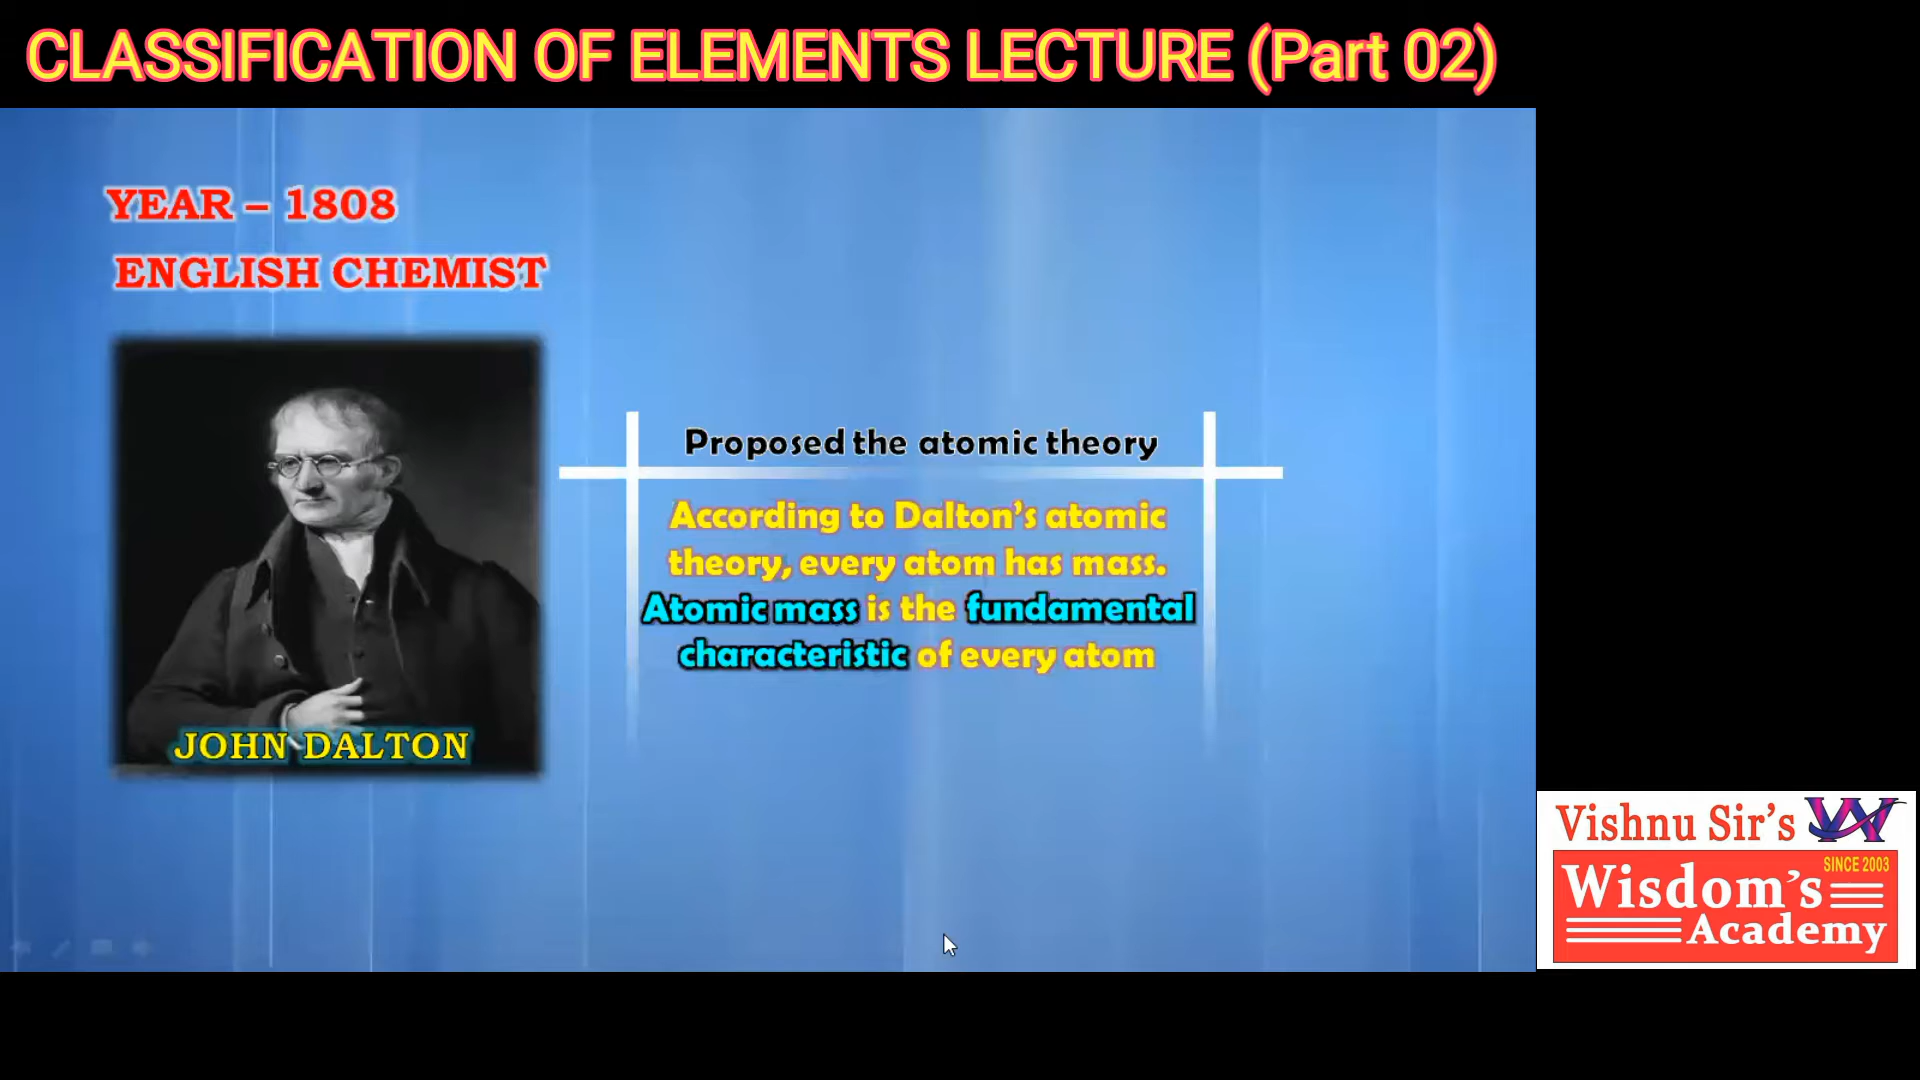 CLASSIFICATION OF ELEMENTS LECTURE (Part 02)
YEAR – 1808
ENGLISH CHEMIST
JOHN DALTON
Proposed the atomic theory
According to Dalton's atomic
theory, every atom has mass.
Atomic mass is the fundamental
characteristic of every atom
Vishnu Sir's W
SINCE 2003
Wisdom's
Academy